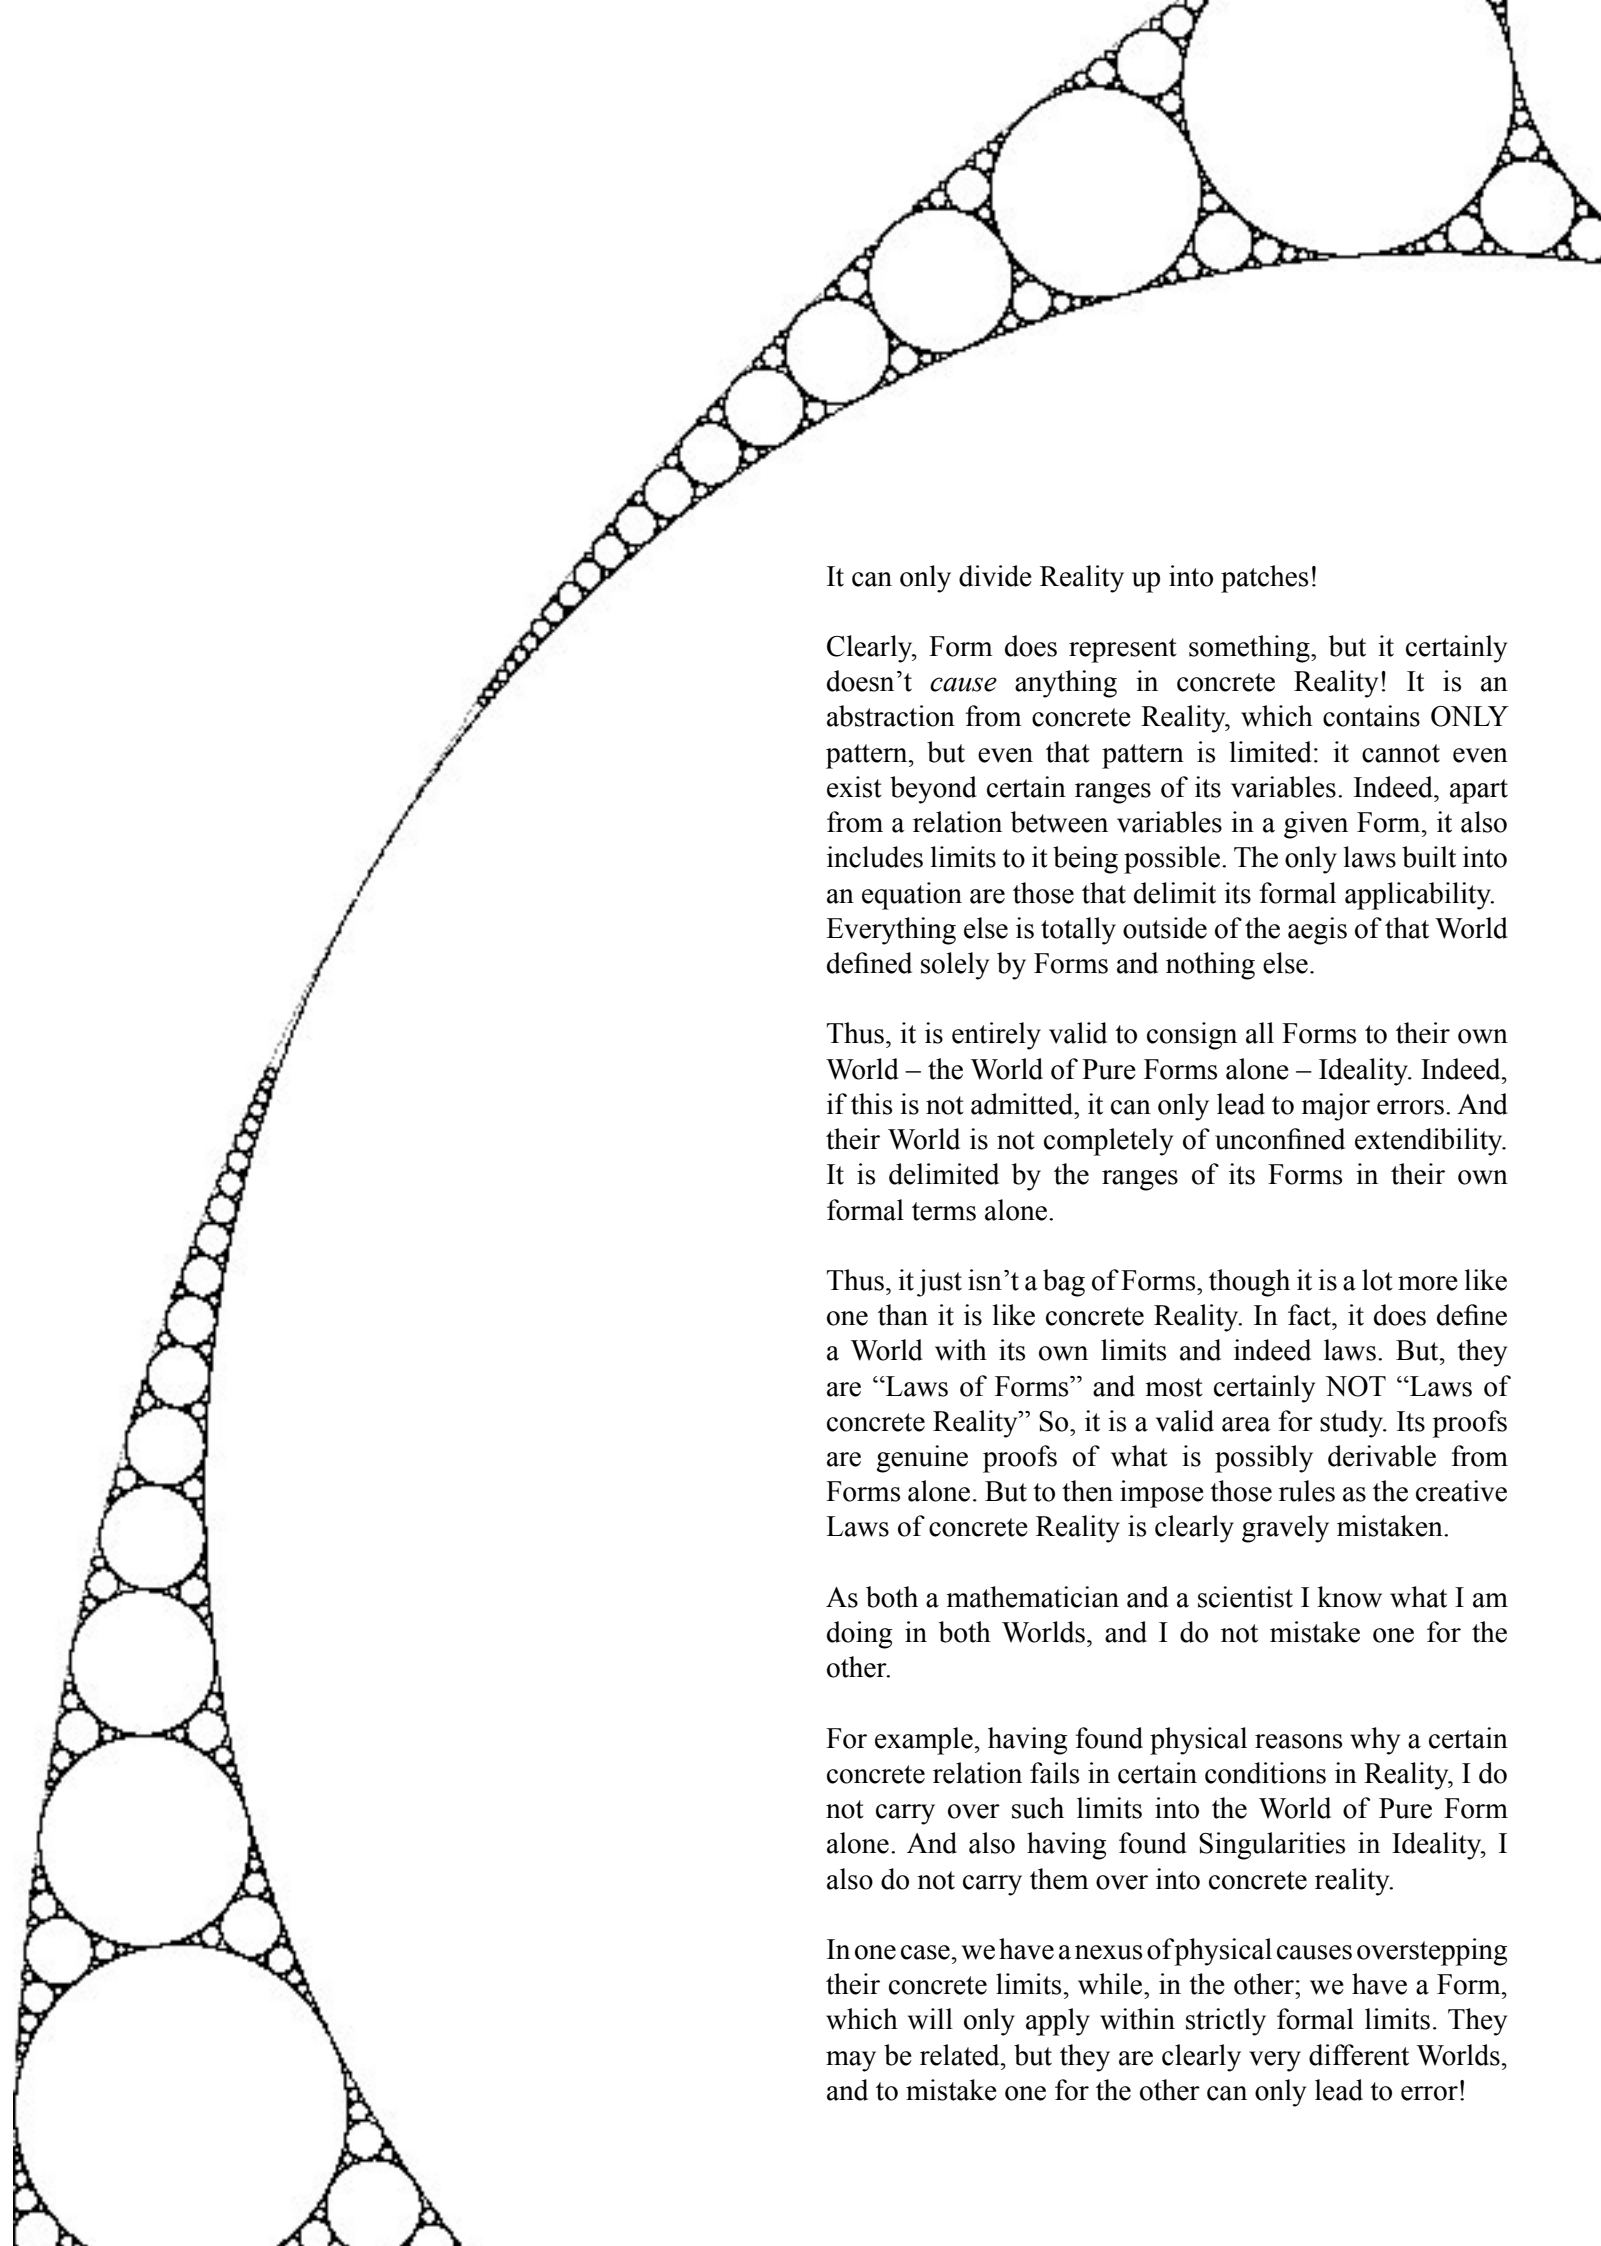 It can only divide Reality up into patches!
Clearly, Form does represent something, but it certainly
doesn’t cause anything in concrete Reality! It is an
abstraction from concrete Reality, which contains ONLY
pattern, but even that pattern is limited: it cannot even
exist beyond certain ranges of its variables. Indeed, apart
from a relation between variables in a given Form, it also
includes limits to it being possible. The only laws built into
an equation are those that delimit its formal applicability.
Everything else is totally outside of the aegis of that World
defined solely by Forms and nothing else.
Thus, it is entirely valid to consign all Forms to their own
World – the World of Pure Forms alone – Ideality. Indeed,
if this is not admitted, it can only lead to major errors. And
their World is not completely of unconfined extendibility.
It is delimited by the ranges of its Forms in their own
formal terms alone.
Thus, it just isn’t a bag of Forms, though it is a lot more like
one than it is like concrete Reality. In fact, it does define
a World with its own limits and indeed laws. But, they
are “Laws of Forms” and most certainly NOT “Laws of
concrete Reality” So, it is a valid area for study. Its proofs
are genuine proofs of what is possibly derivable from
Forms alone. But to then impose those rules as the creative
Laws of concrete Reality is clearly gravely mistaken.
As both a mathematician and a scientist I know what I am
doing in both Worlds, and I do not mistake one for the
other.
For example, having found physical reasons why a certain
concrete relation fails in certain conditions in Reality, I do
not carry over such limits into the World of Pure Form
alone. And also having found Singularities in Ideality, I
also do not carry them over into concrete reality.
In one case, we have a nexus of physical causes overstepping
their concrete limits, while, in the other; we have a Form,
which will only apply within strictly formal limits. They
may be related, but they are clearly very different Worlds,
and to mistake one for the other can only lead to error!